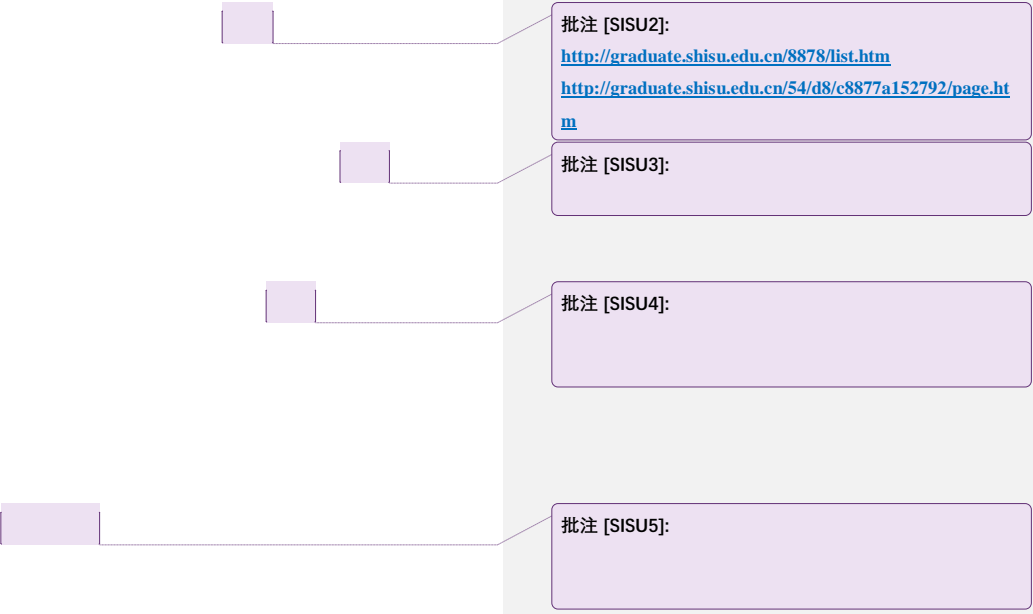 批注 [SISU2]:
http://graduate.shisu.edu.cn/8878/list.htm
http://graduate.shisu.edu.cn/54/d8/c8877a152792/page.ht
m
批注 [SISU3]:
批注 [SISU4]:
批注 [SISU5]: